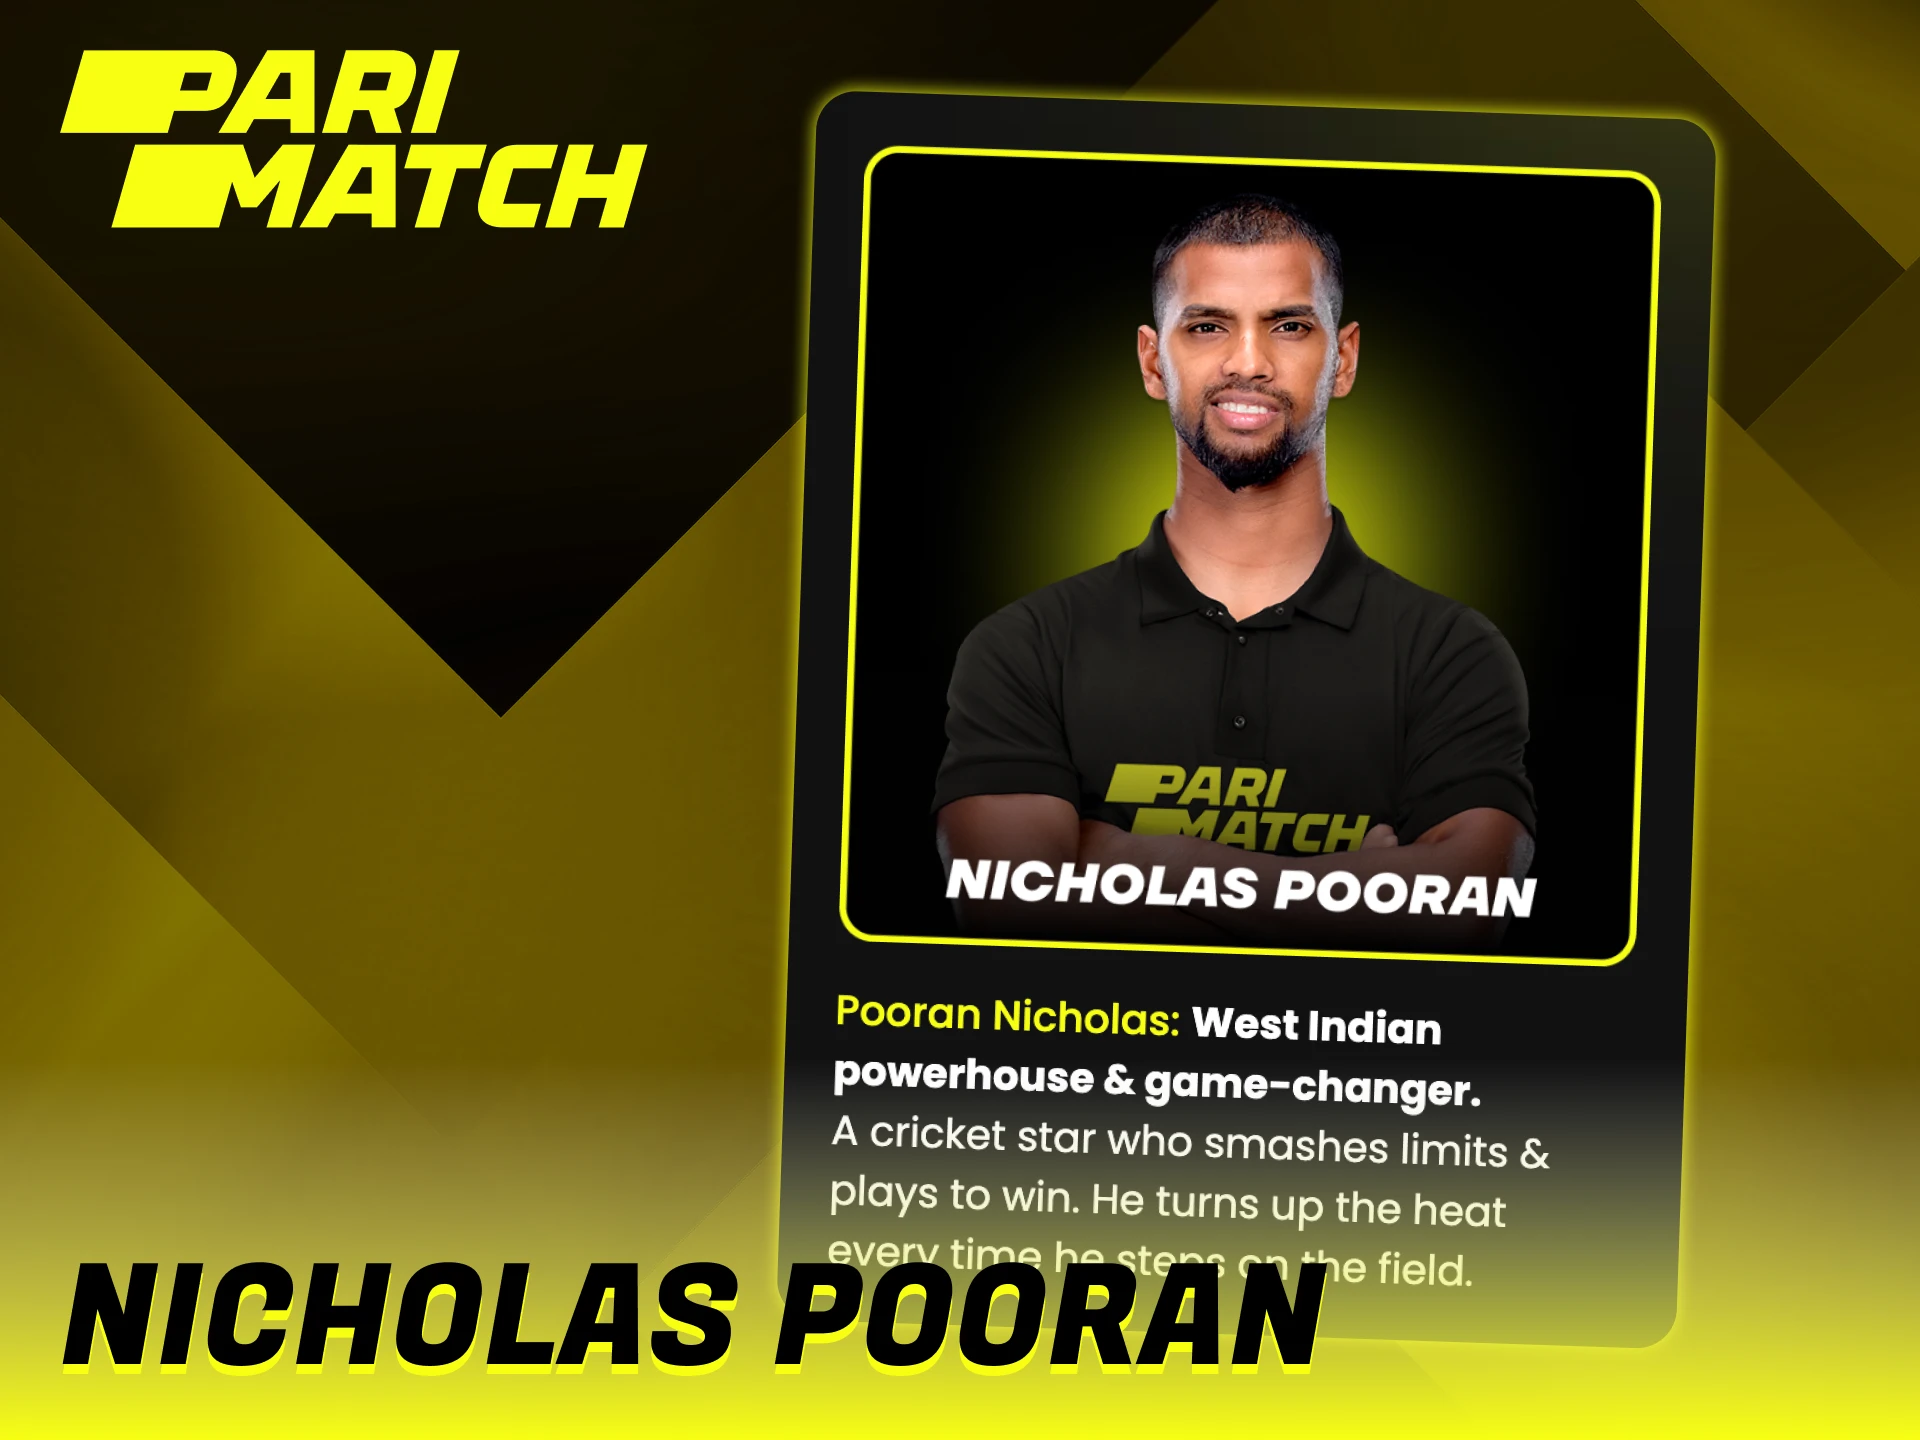 PARI
MATCH
PARI
MATCH
NICHOLAS POORAN
Pooran Nicholas: West Indian
powerhouse & game-changer.
A cricket star who smashes limits &
plays to win. He turns up the heat
every time he steps on the field.
NICHOLAS POORAN